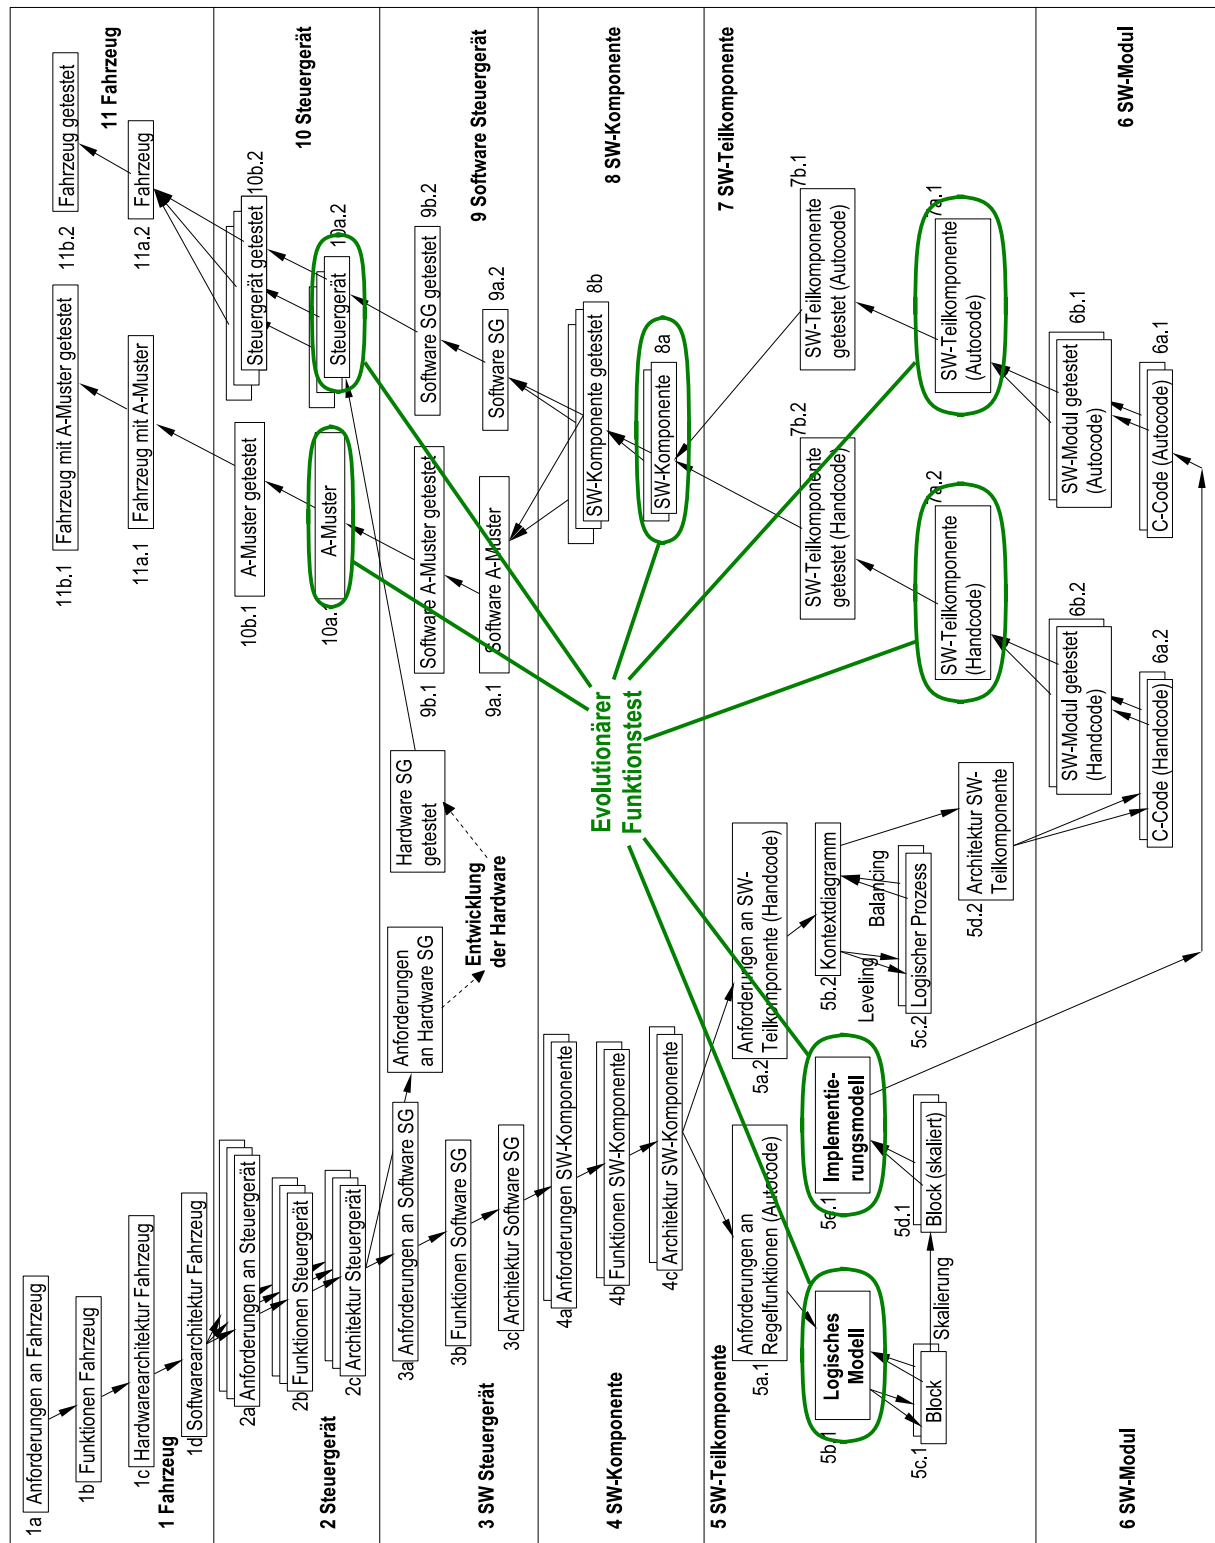 1a
Anforderungen an Fahrzeug
1b
Funktionen Fahrzeug
1c
Hardwarearchitektur Fahrzeug
1d
Softwarearchitektur Fahrzeug
1 Fahrzeug
11b.1
Fahrzeug mit A-Muster getestet
11b.2
Fahrzeug getestet
11a.1
Fahrzeug mit A-Muster
11a.2
Fahrzeug
11 Fahrzeug
2a
Anforderungen an Steuergerät
2b
Funktionen Steuergerät
2c
Architektur Steuergerät
2 Steuergerät
10b.1
A-Muster getestet
Steuergerät getestet
10b.2
10a.1
A-Muster
Steuergerät
10a.2
10 Steuergerät
3a
Anforderungen an Software SG
3b
Funktionen Software SG
3c
Architektur Software SG
3 SW Steuergerät
Anforderungen
an Hardware SG
Entwicklung
der Hardware
Hardware SG
getestet
9b.1
Software A-Muster getestet
Software SG getestet
9b.2
9a.1
Software A-Muster
Software SG
9a.2
9 Software Steuergerät
4a
Anforderungen SW-Komponente
4b
Funktionen SW-Komponente
4c
Architektur SW-Komponente
4 SW-Komponente
Evolutionärer
Funktionstest
SW-Komponente getestet
8b
SW-Komponente
8a
8 SW-Komponente
5 SW-Teilkomponente
5a.1
Anforderungen an
Regelfunktionen (Autocode)
5a.2
Anforderungen an SW-
Teilkomponente (Handcode)
5b.1
Logisches
Modell
5e.1
Implementie-
rungsmodell
5b.2
Kontextdiagramm
Leveling
Balancing
5c.1
Block
Skalierung
5d.1
Block (skaliert)
5c.2
Logischer Prozess
5d.2
Architektur SW-
Teilkomponente
7 SW-Teilkomponente
SW-Teilkomponente
getestet (Handcode)
7b.2
SW-Teilkomponente
getestet (Autocode)
7b.1
SW-Teilkomponente
(Handcode)
7a.2
SW-Teilkomponente
(Autocode)
7a.1
6 SW-Modul
SW-Modul getestet
(Handcode)
6b.2
SW-Modul getestet
(Autocode)
6b.1
C-Code (Handcode)
6a.2
C-Code (Autocode)
6a.1
6 SW-Modul